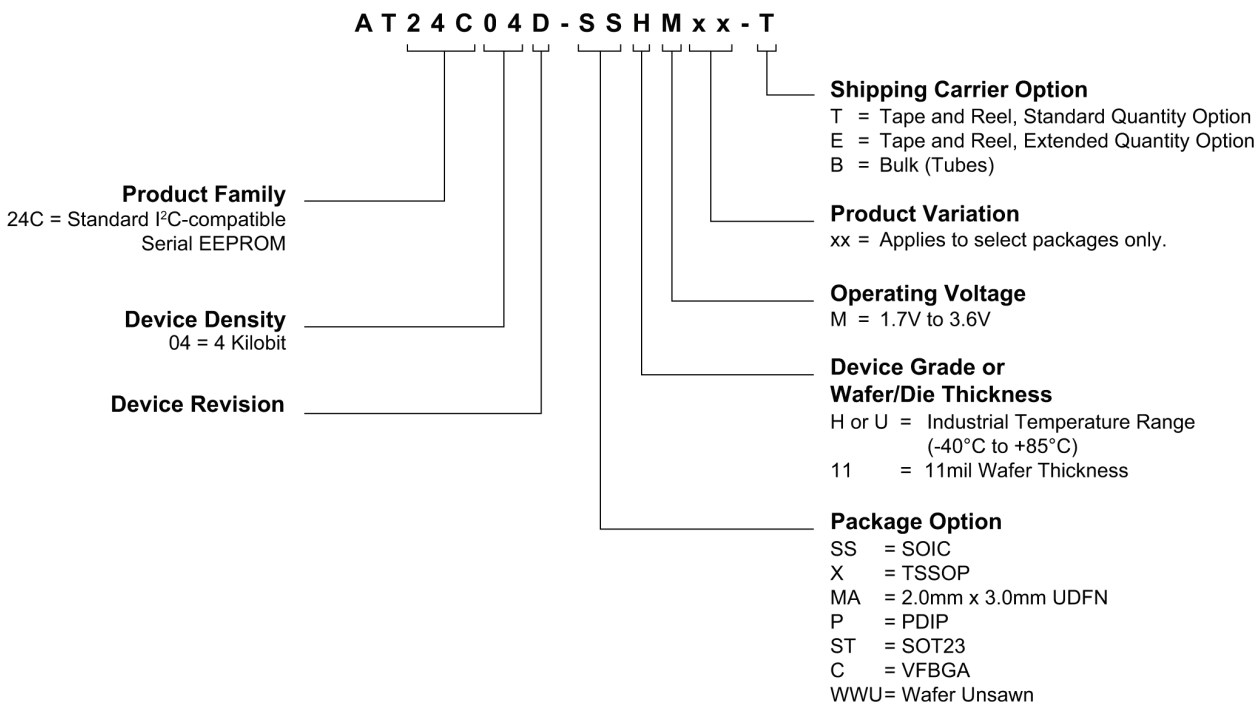 AT24C04D-SSHMxx-T
Shipping Carrier Option
T = Tape and Reel, Standard Quantity Option
E = Tape and Reel, Extended Quantity Option
B = Bulk (Tubes)
Product Family
24C = Standard I²C-compatible
Serial EEPROM
Product Variation
xx = Applies to select packages only.
Operating Voltage
M = 1.7V to 3.6V
Device Density
04 = 4 Kilobit
Device Grade or
Wafer/Die Thickness
H or U = Industrial Temperature Range
(-40°C to +85°C)
11 = 11mil Wafer Thickness
Device Revision
Package Option
SS = SOIC
X = TSSOP
MA = 2.0mm x 3.0mm UDFN
P = PDIP
ST = SOT23
C = VFBGA
WWU= Wafer Unsawn